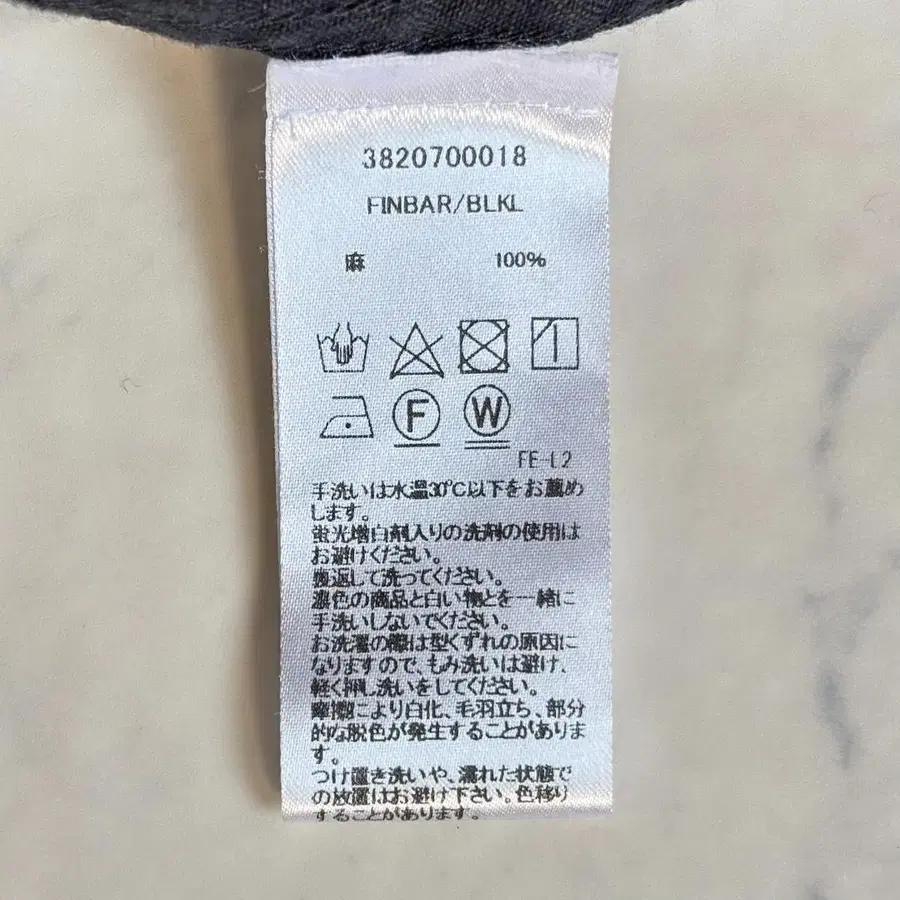 3820700018
FINBAR/BLKL
麻 100%
F W
FE-L2
手洗いは水温30℃以下をお薦め
します。
蛍光増白剤入りの洗剤の使用は
お避けください。
裏返して洗ってください。
濃色の商品と白い物とを一緒に
手洗いしないでください。
お洗濯の際は型くずれの原因に
なりますので、もみ洗いは避け、
軽く押し洗いをしてください。
摩擦により白化、毛羽立ち、部分
的な脱色が発生することがありま
す。
つけ置き洗いや、濡れた状態で
の放置はお避け下さい。色移り
することがあります。